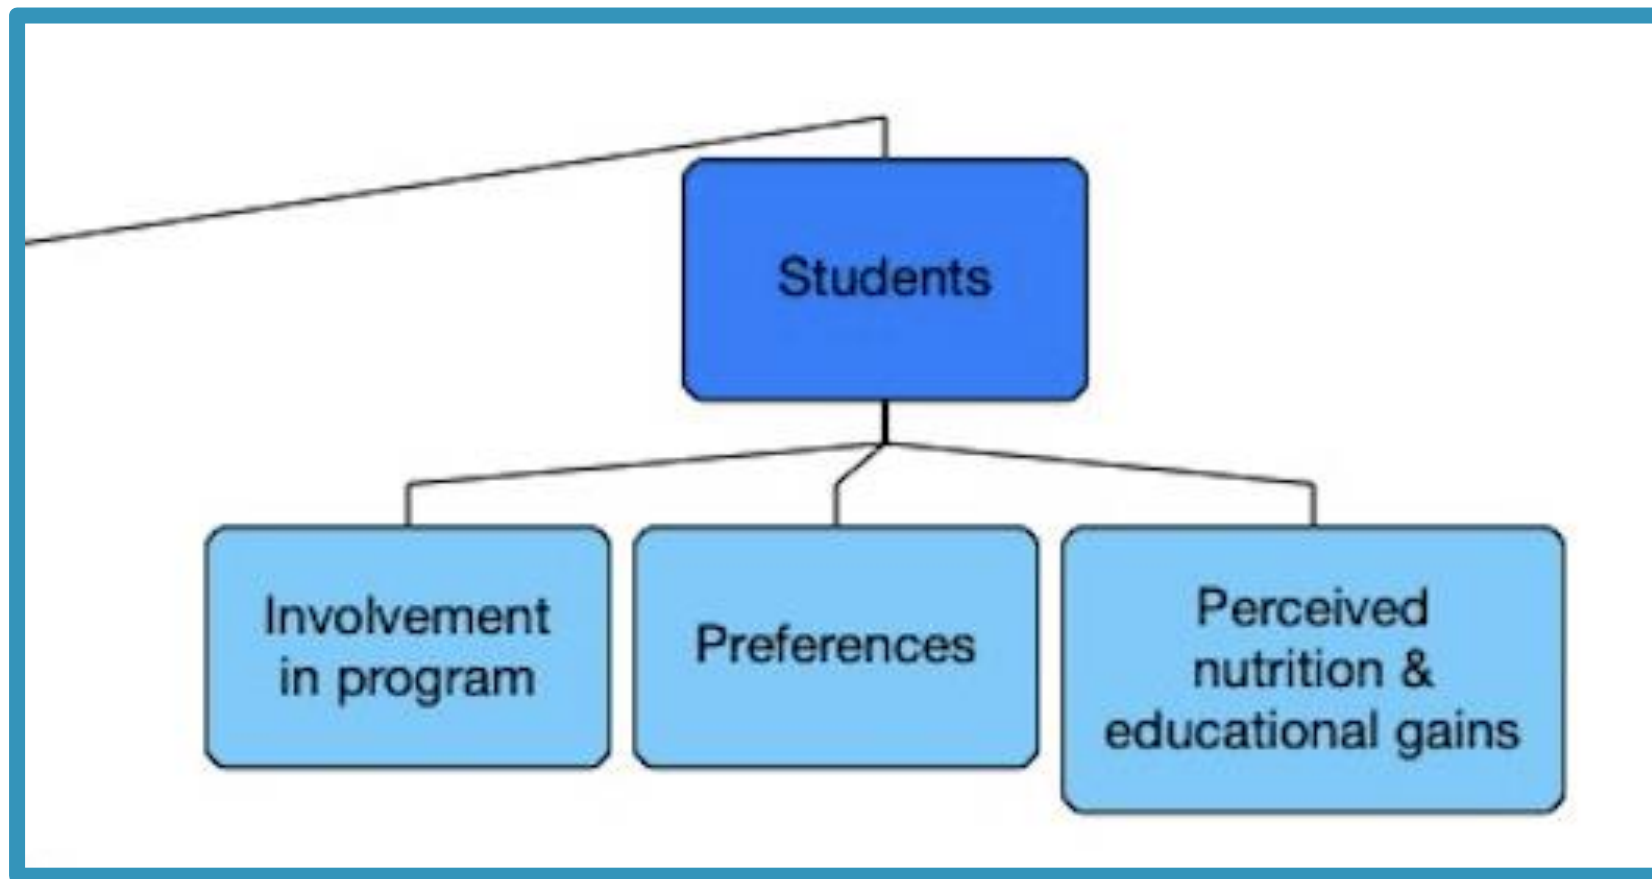 Students
Involvement
in program
Preferences
Perceived
nutrition &
educational gains